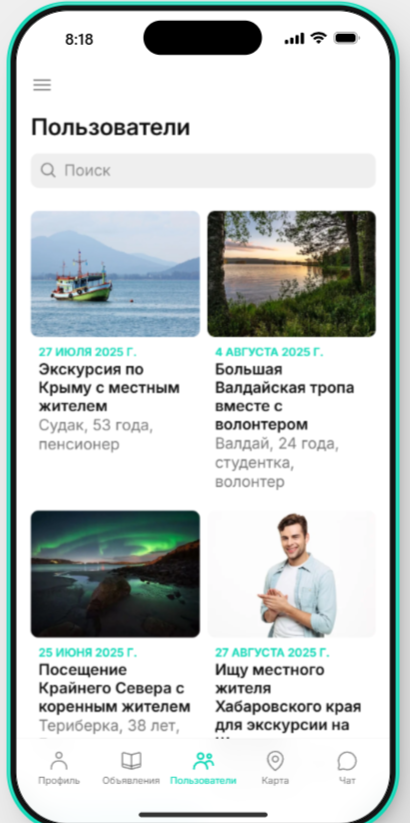 8:18
Пользователи
Поиск
27 ИЮЛЯ 2025 Г.
Экскурсия по
Крыму с местным
жителем
Судак, 53 года,
пенсионер
4 АВГУСТА 2025 Г.
Большая
Валдайская тропа
вместе с
волонтером
Валдай, 24 года,
студентка,
волонтер
25 ИЮНЯ 2025 Г.
Посещение
Крайнего Севера с
коренным жителем
Териберка, 38 лет,
27 АВГУСТА 2025 Г.
Ищу местного
жителя
Хабаровского края
для экскурсии на
Профиль
Объявления
Пользователи
Карта
Чат